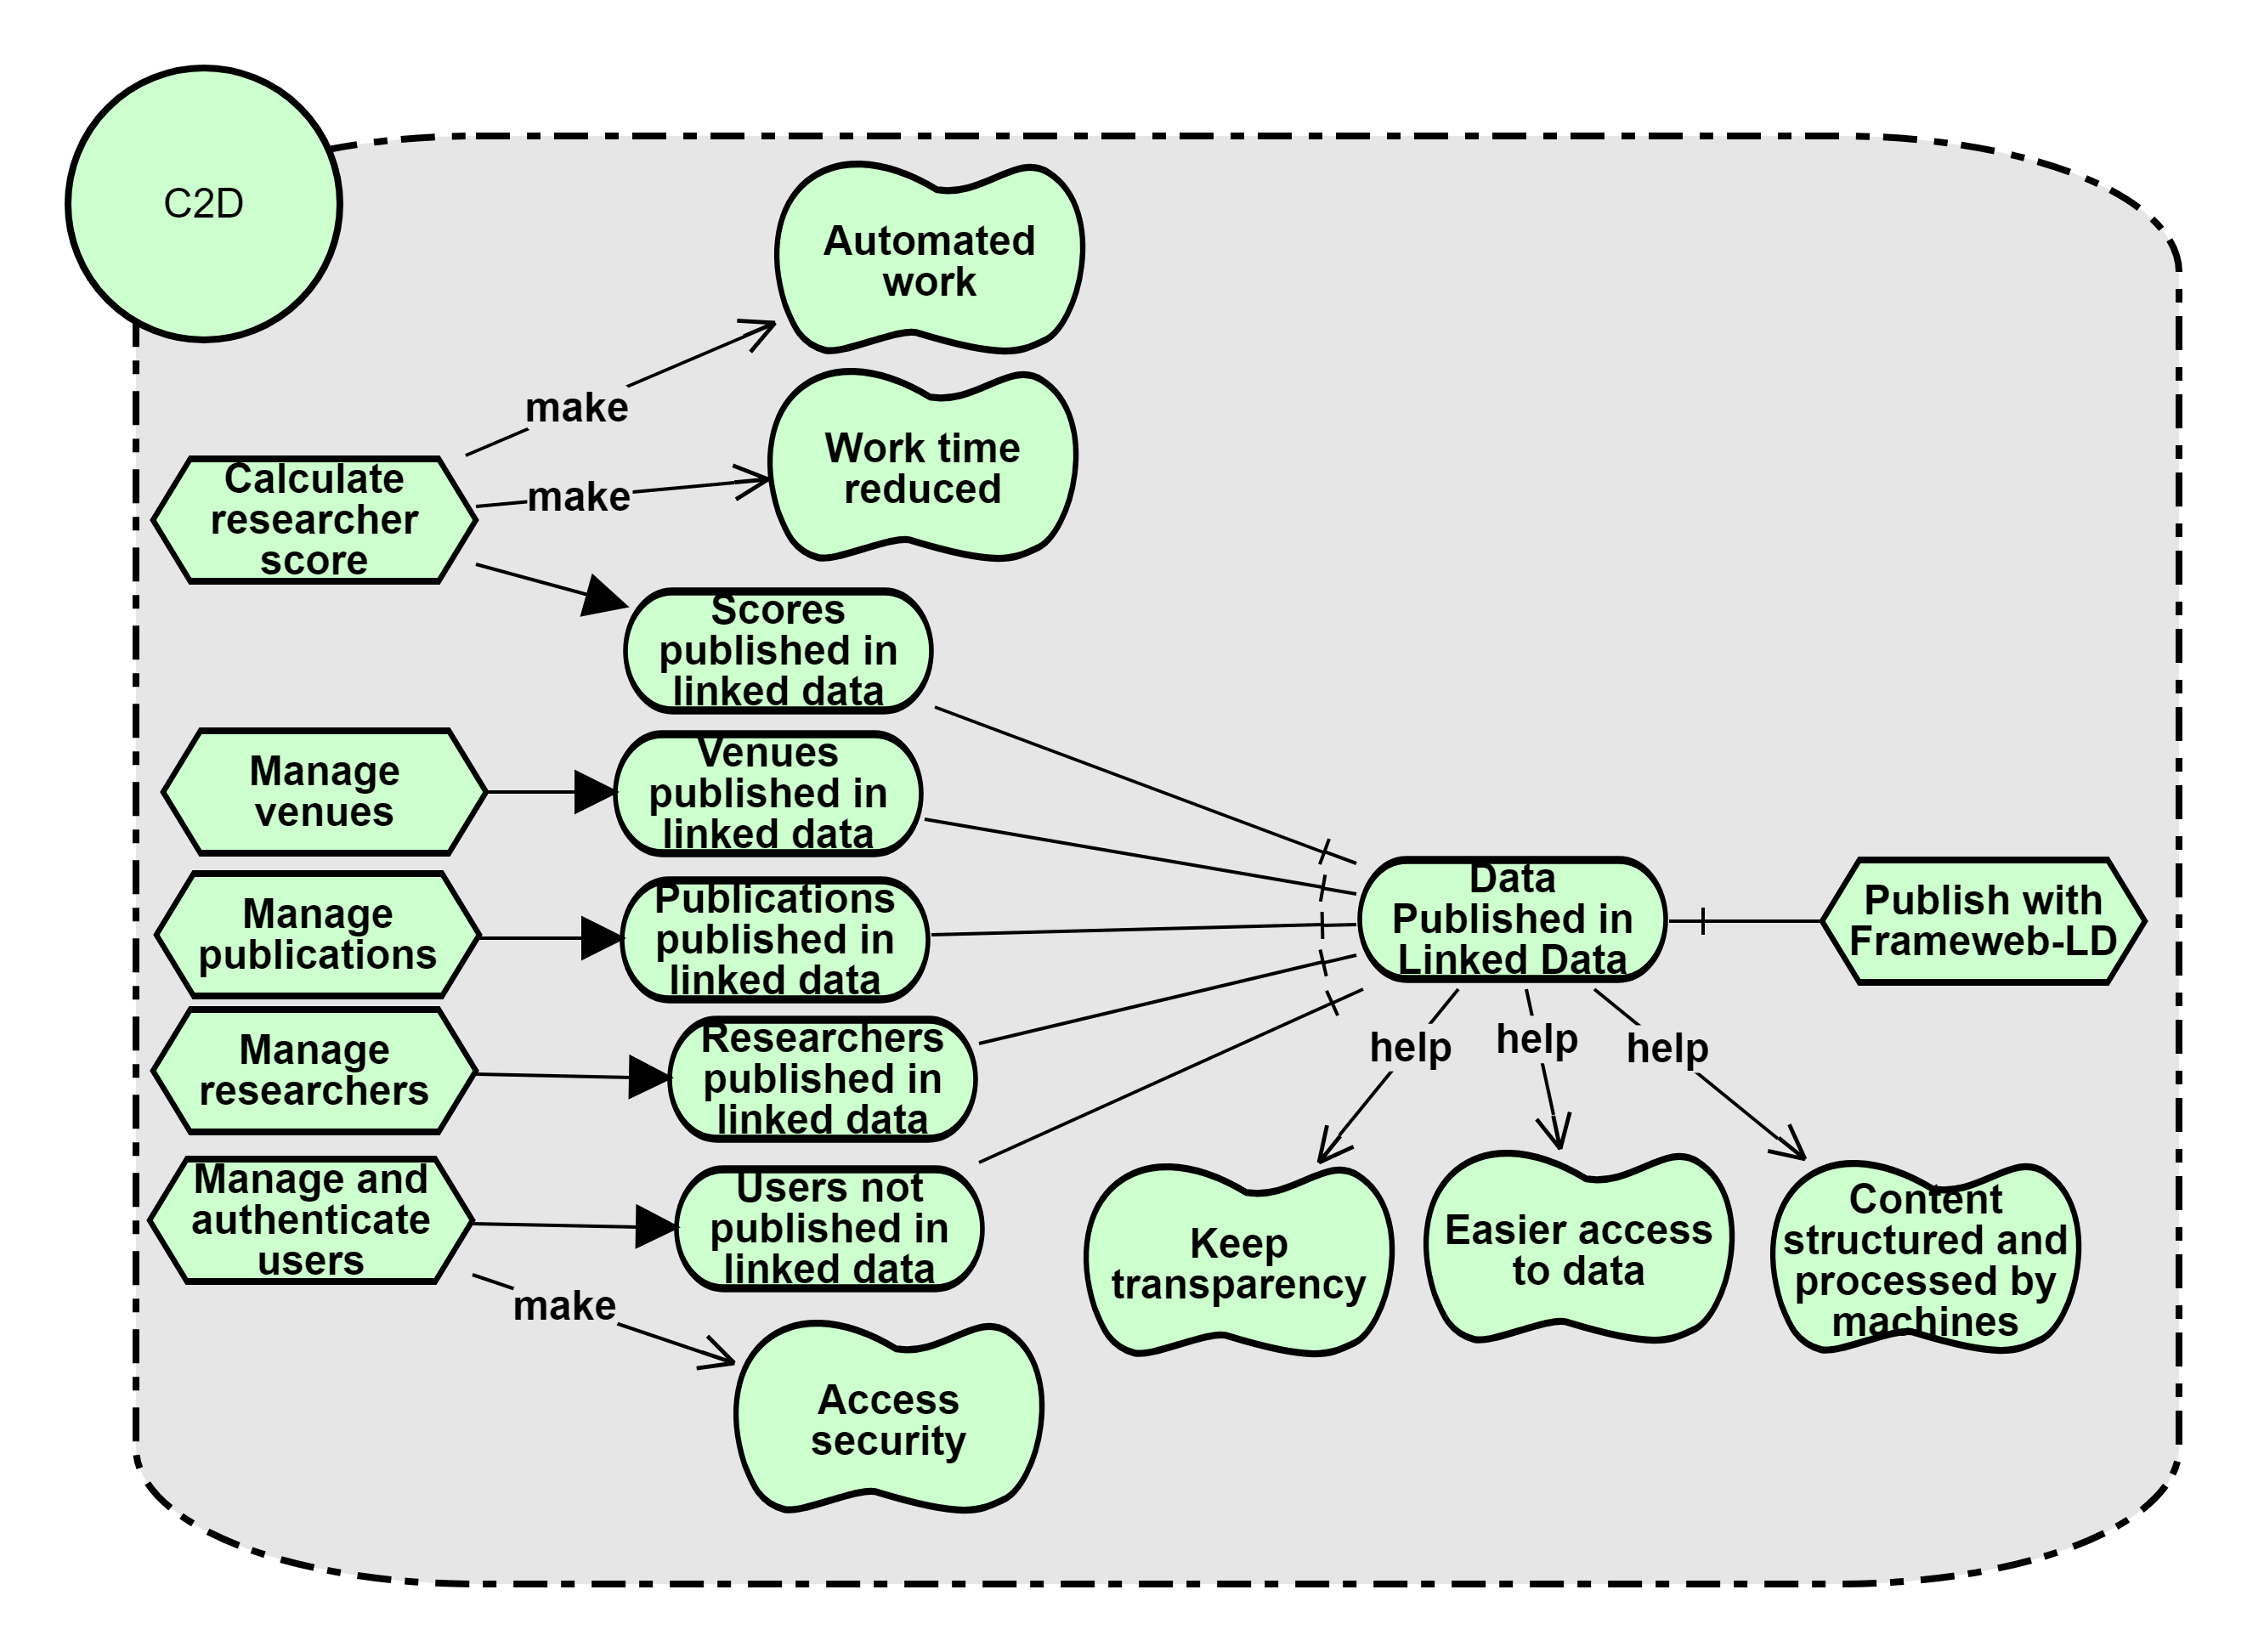 C2D
Automated
work
make
Work time
reduced
make
Calculate
researcher
score
Scores
published in
linked data
Manage
venues
Venues
published in
linked data
Manage
publications
Publications
published in
linked data
Data
Published in
Linked Data
Publish with
Frameweb-LD
Manage
researchers
Researchers
published in
linked data
help
help
help
Manage and
authenticate
users
Users not
published in
linked data
Keep
transparency
Easier access
to data
Content
structured and
processed by
machines
make
Access
security